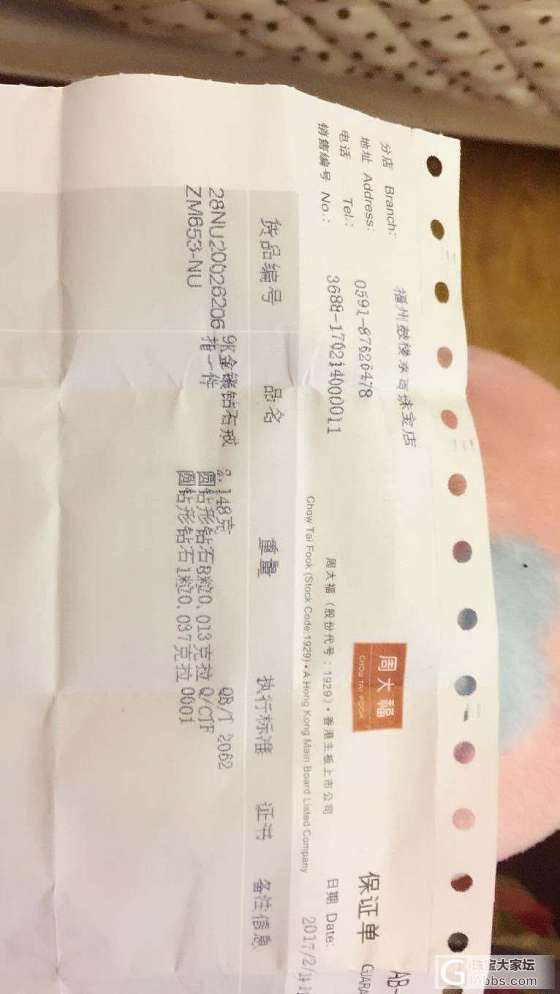 周大福
CHOW TAI FOOK
保证单
周大福（股份代号：1929）·香港主板上市公司
Chow Tai Fook (Stock Code:1929)·A Hong Kong Main Board Listed Company
AB-
分店 Branch:
地址 Address:
电话 Tel.: 0591-87620478
销售编号 No.: 3688-17021400011
日期 Date: 2017/2/
货品编号 品名 重量 执行标准 证书 备注信息
28NU20026206 9K金镶钻石戒 2.148克 QB/T 2062
ZM653-NU 指一件 圆钻形钻石8粒0.013克拉 Q/CTF
圆钻形钻石1粒0.037克拉 0001
珠宝大家坛